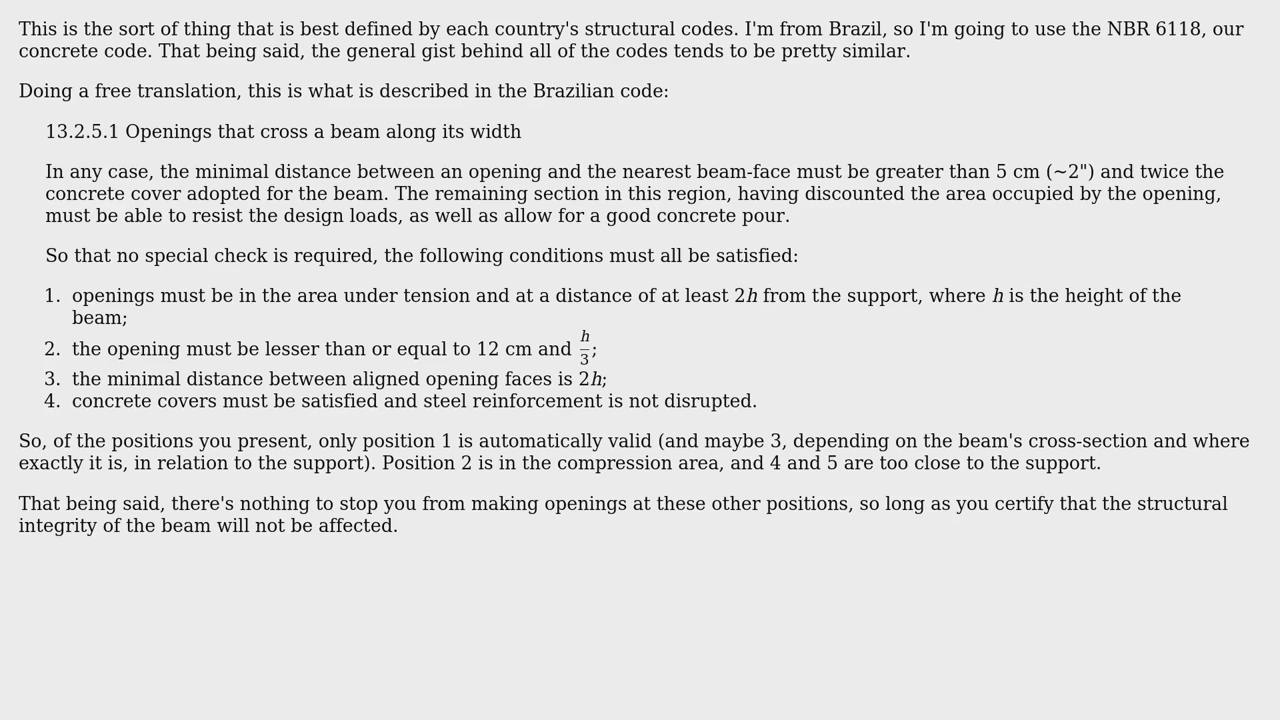 This is the sort of thing that is best defined by each country's structural codes. I'm from Brazil, so I'm going to use the NBR 6118, our
concrete code. That being said, the general gist behind all of the codes tends to be pretty similar.
Doing a free translation, this is what is described in the Brazilian code:
13.2.5.1 Openings that cross a beam along its width
In any case, the minimal distance between an opening and the nearest beam-face must be greater than 5 cm (~2") and twice the
concrete cover adopted for the beam. The remaining section in this region, having discounted the area occupied by the opening,
must be able to resist the design loads, as well as allow for a good concrete pour.
So that no special check is required, the following conditions must all be satisfied:
1. openings must be in the area under tension and at a distance of at least 2h from the support, where h is the height of the
beam;
2. the opening must be lesser than or equal to 12 cm and h/3;
3. the minimal distance between aligned opening faces is 2h;
4. concrete covers must be satisfied and steel reinforcement is not disrupted.
So, of the positions you present, only position 1 is automatically valid (and maybe 3, depending on the beam's cross-section and where
exactly it is, in relation to the support). Position 2 is in the compression area, and 4 and 5 are too close to the support.
That being said, there's nothing to stop you from making openings at these other positions, so long as you certify that the structural
integrity of the beam will not be affected.